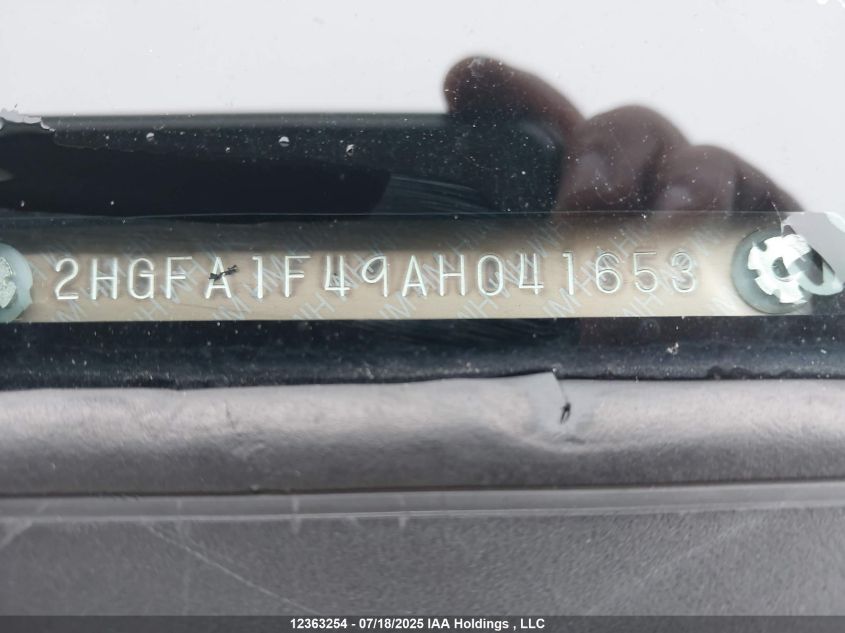 2HGFA1F49AH041653
12363254 - 07/18/2025 IAA Holdings , LLC